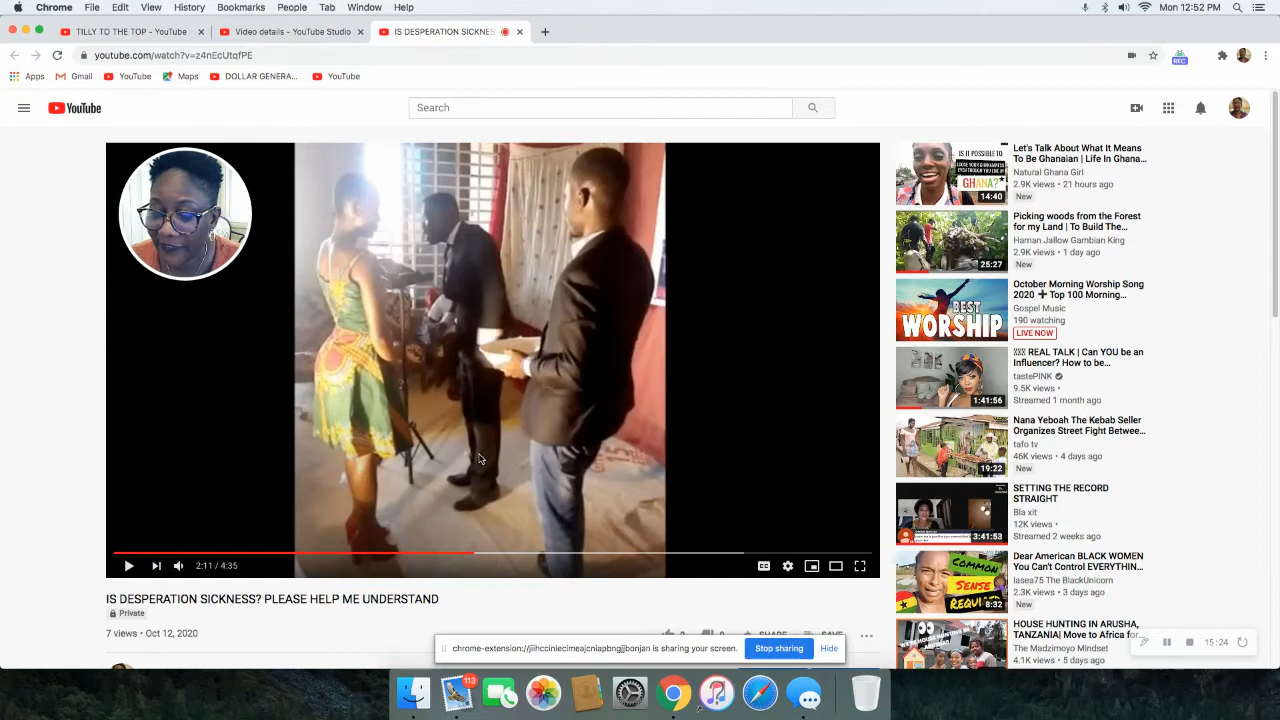 Chrome File Edit View History Bookmarks People Tab Window Help Mon 12:52 PM
TILLY TO THE TOP - YouTube Video details - YouTube Studio IS DESPERATION SICKNES
youtube.com/watch?v=z4nEcUtqfPE REC
Apps Gmail YouTube Maps DOLLAR GENERA... YouTube
YouTube Search
Let's Talk About What It Means
To Be Ghanaian | Life In Ghana...
Natural Ghana Girl
2.9K views • 21 hours ago
New
GHANA?
14:40
Picking woods from the Forest
for my Land | To Build The...
Haman Jallow Gambian King
2.9K views • 1 day ago
New
25:27
October Morning Worship Song
2020 ➕ Top 100 Morning...
Gospel Music
190 watching
LIVE NOW
BEST
WORSHIP
REAL TALK | Can YOU be an
Influencer? How to be...
tastePINK
9.5K views •
Streamed 1 month ago
1:41:56
Nana Yeboah The Kebab Seller
Organizes Street Fight Betwee...
tafo tv
46K views • 4 days ago
New
19:22
SETTING THE RECORD
STRAIGHT
Bla xit
12K views •
Streamed 2 weeks ago
3:41:53
Dear American BLACK WOMEN
You Can't Control EVERYTHIN...
lasea75 The BlackUnicorn
2.3K views • 3 days ago
New
COMMON
SENSE
REQUIRED
8:32
HOUSE HUNTING IN ARUSHA,
TANZANIA| Move to Africa for...
The Madzimoyo Mindset
4.1K views • 5 days ago
15:24
2:11 / 4:35
IS DESPERATION SICKNESS? PLEASE HELP ME UNDERSTAND
Private
7 views • Oct 12, 2020
0 0 SHARE SAVE
chrome-extension://jiihcciniecimeajcniapbngjjbonjan is sharing your screen. Stop sharing Hide
113